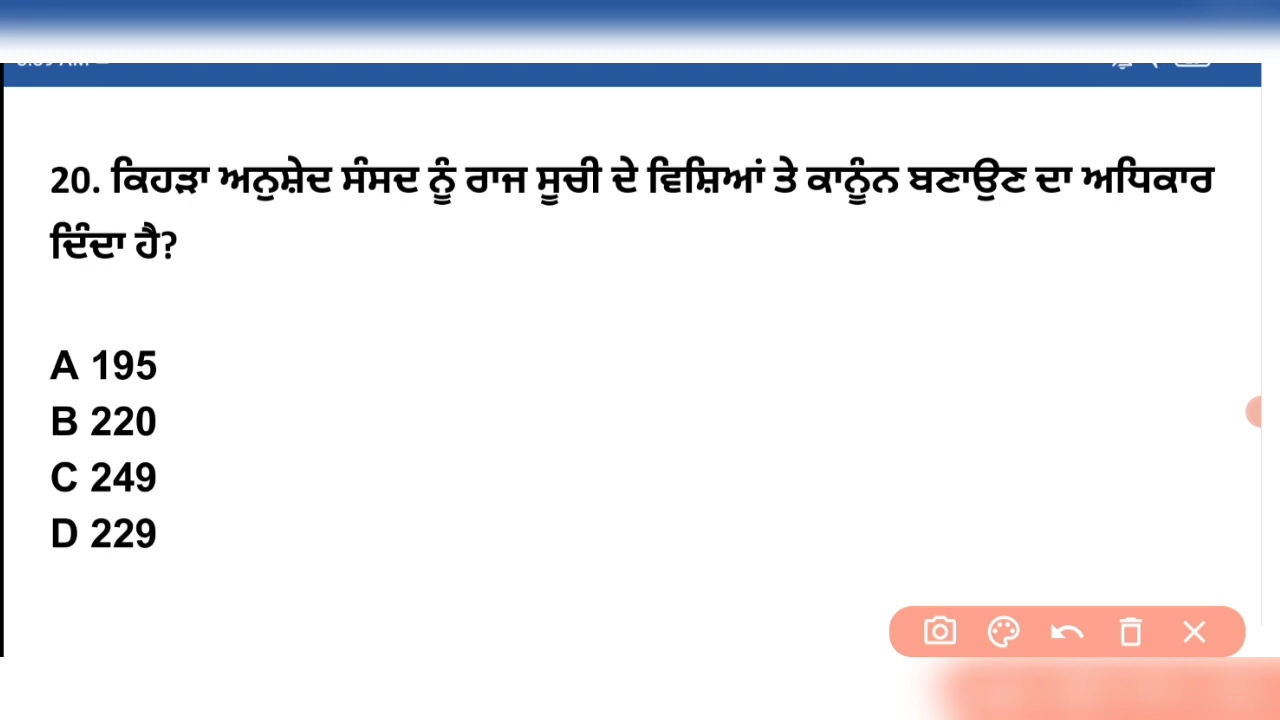 20. ਕਿਹੜਾ ਅਨੁਸ਼ੇਦ ਸੰਸਦ ਨੂੰ ਰਾਜ ਸੂਚੀ ਦੇ ਵਿਸ਼ਿਆਂ ਤੇ ਕਾਨੂੰਨ ਬਣਾਉਣ ਦਾ ਅਧਿਕਾਰ
ਦਿੰਦਾ ਹੈ?
A 195
B 220
C 249
D 229